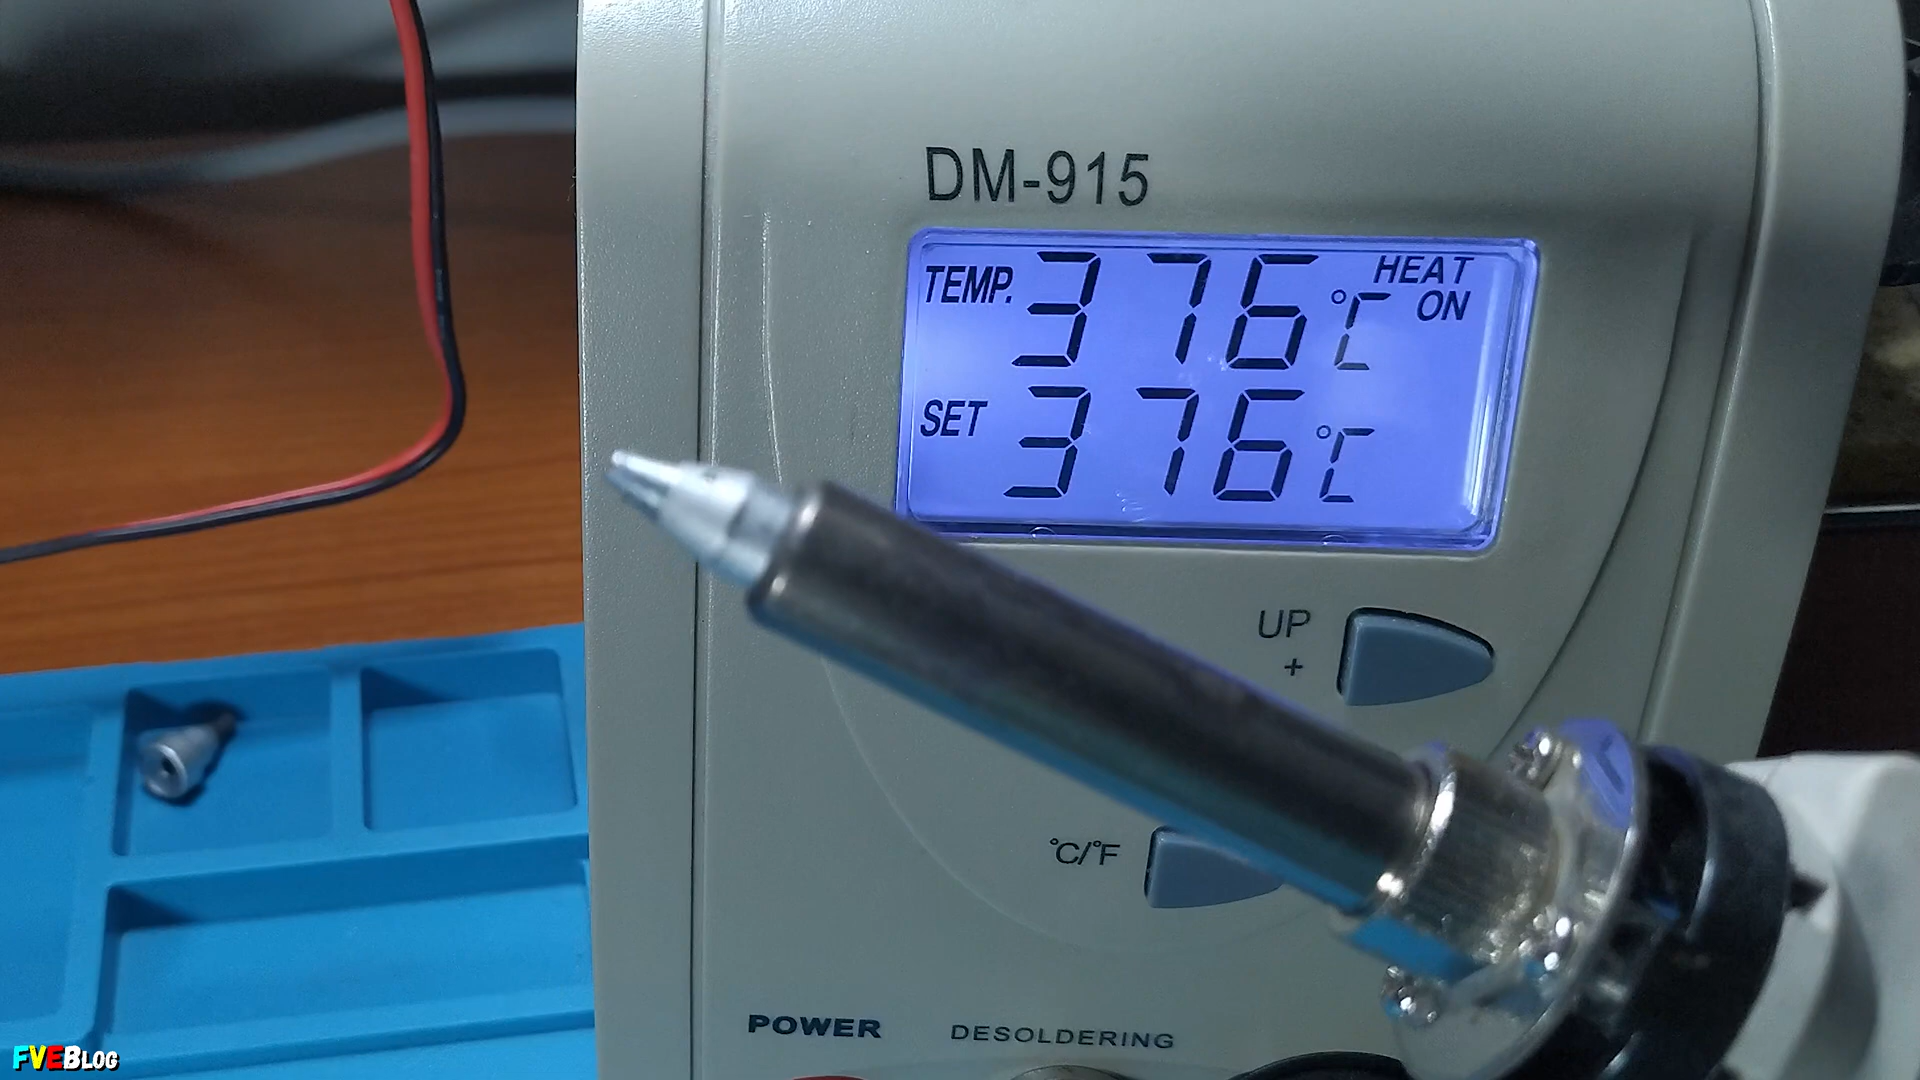 DM-915
TEMP. 376°C HEAT ON
SET 376°C
UP
+
°C/°F
POWER
DESOLDERING
FVEBLOG